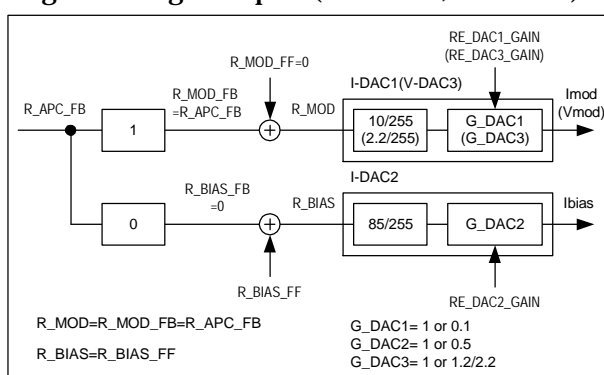 R_MOD_FF=0
RE_DAC1_GAIN
(RE_DAC3_GAIN)
R_APC_FB
R_MOD_FB
=R_APC_FB
R_MOD
I-DAC1(V-DAC3)
Imod
(Vmod)
1
10/255
(2.2/255)
G_DAC1
(G_DAC3)
I-DAC2
R_BIAS_FB
=0
R_BIAS
Ibias
0
85/255
G_DAC2
R_BIAS_FF
RE_DAC2_GAIN
R_MOD=R_MOD_FB=R_APC_FB
R_BIAS=R_BIAS_FF
G_DAC1= 1 or 0.1
G_DAC2= 1 or 0.5
G_DAC3= 1 or 1.2/2.2